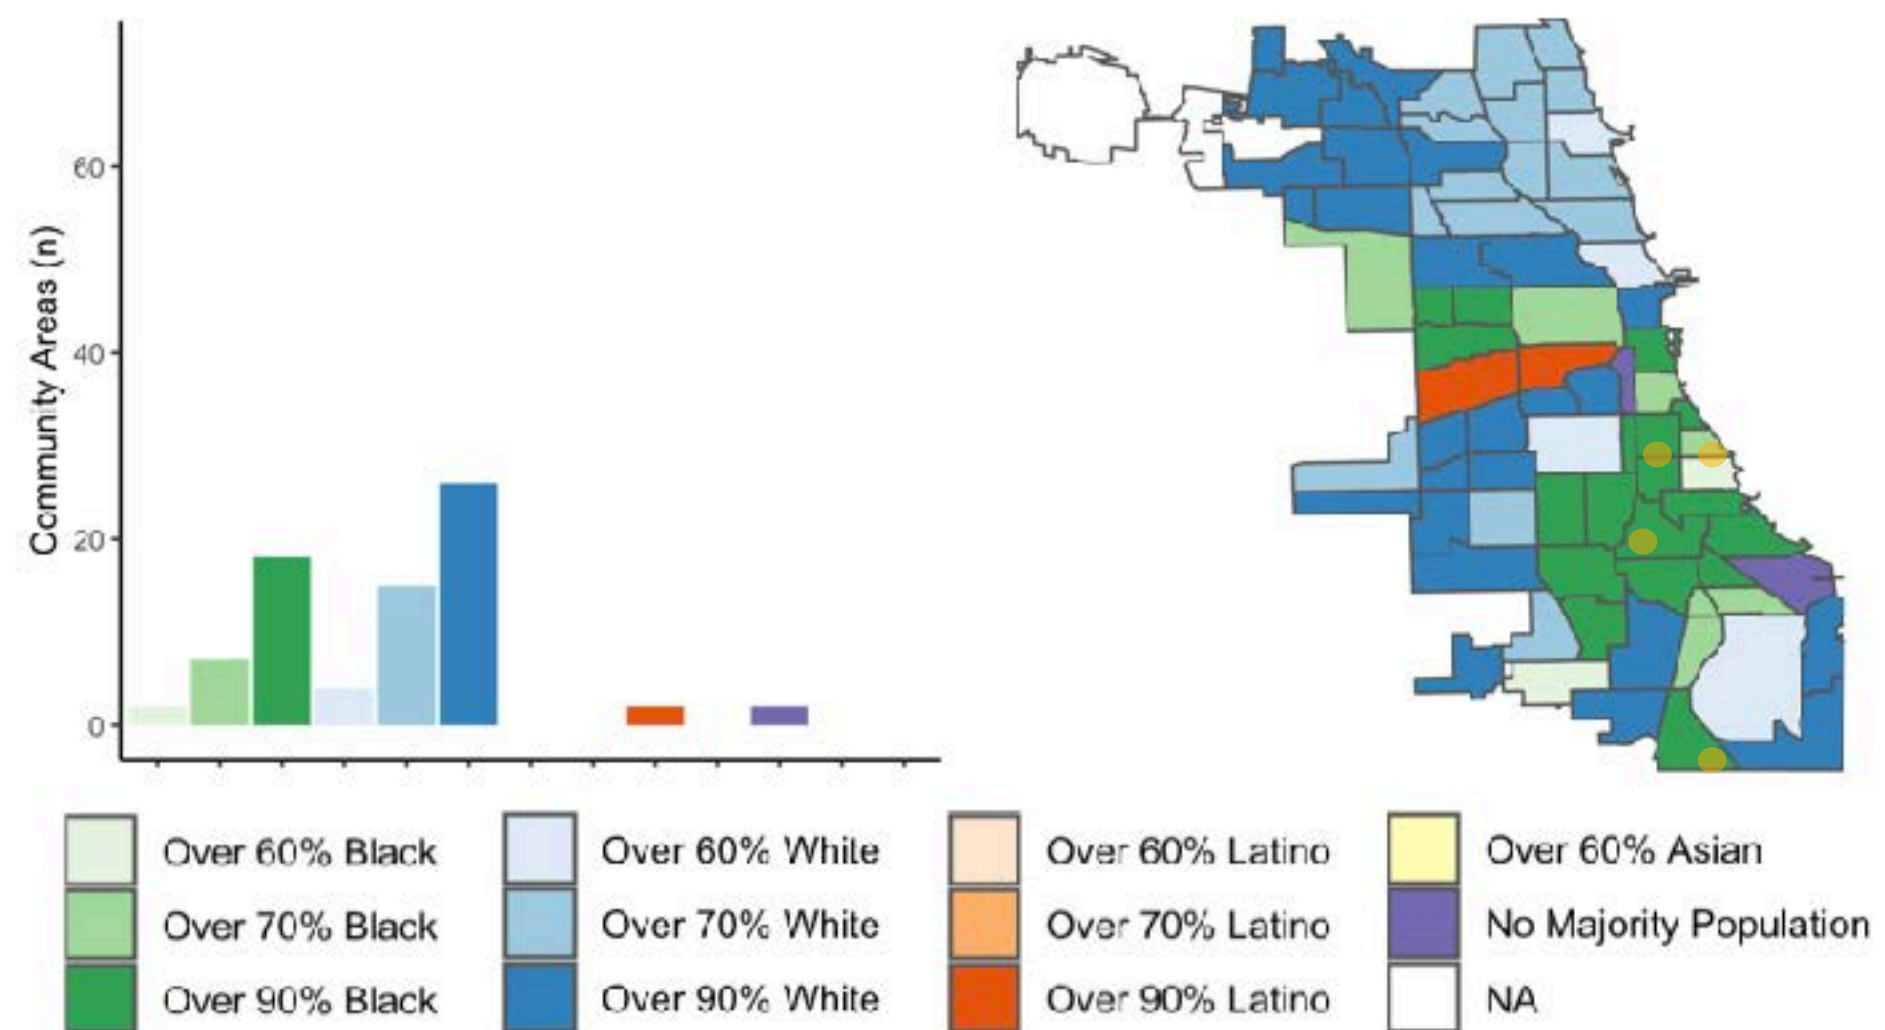 Community Areas (n)
60
40
20
0
Over 60% Black
Over 60% White
Over 60% Latino
Over 60% Asian
Over 70% Black
Over 70% White
Over 70% Latino
No Majority Population
Over 90% Black
Over 90% White
Over 90% Latino
NA